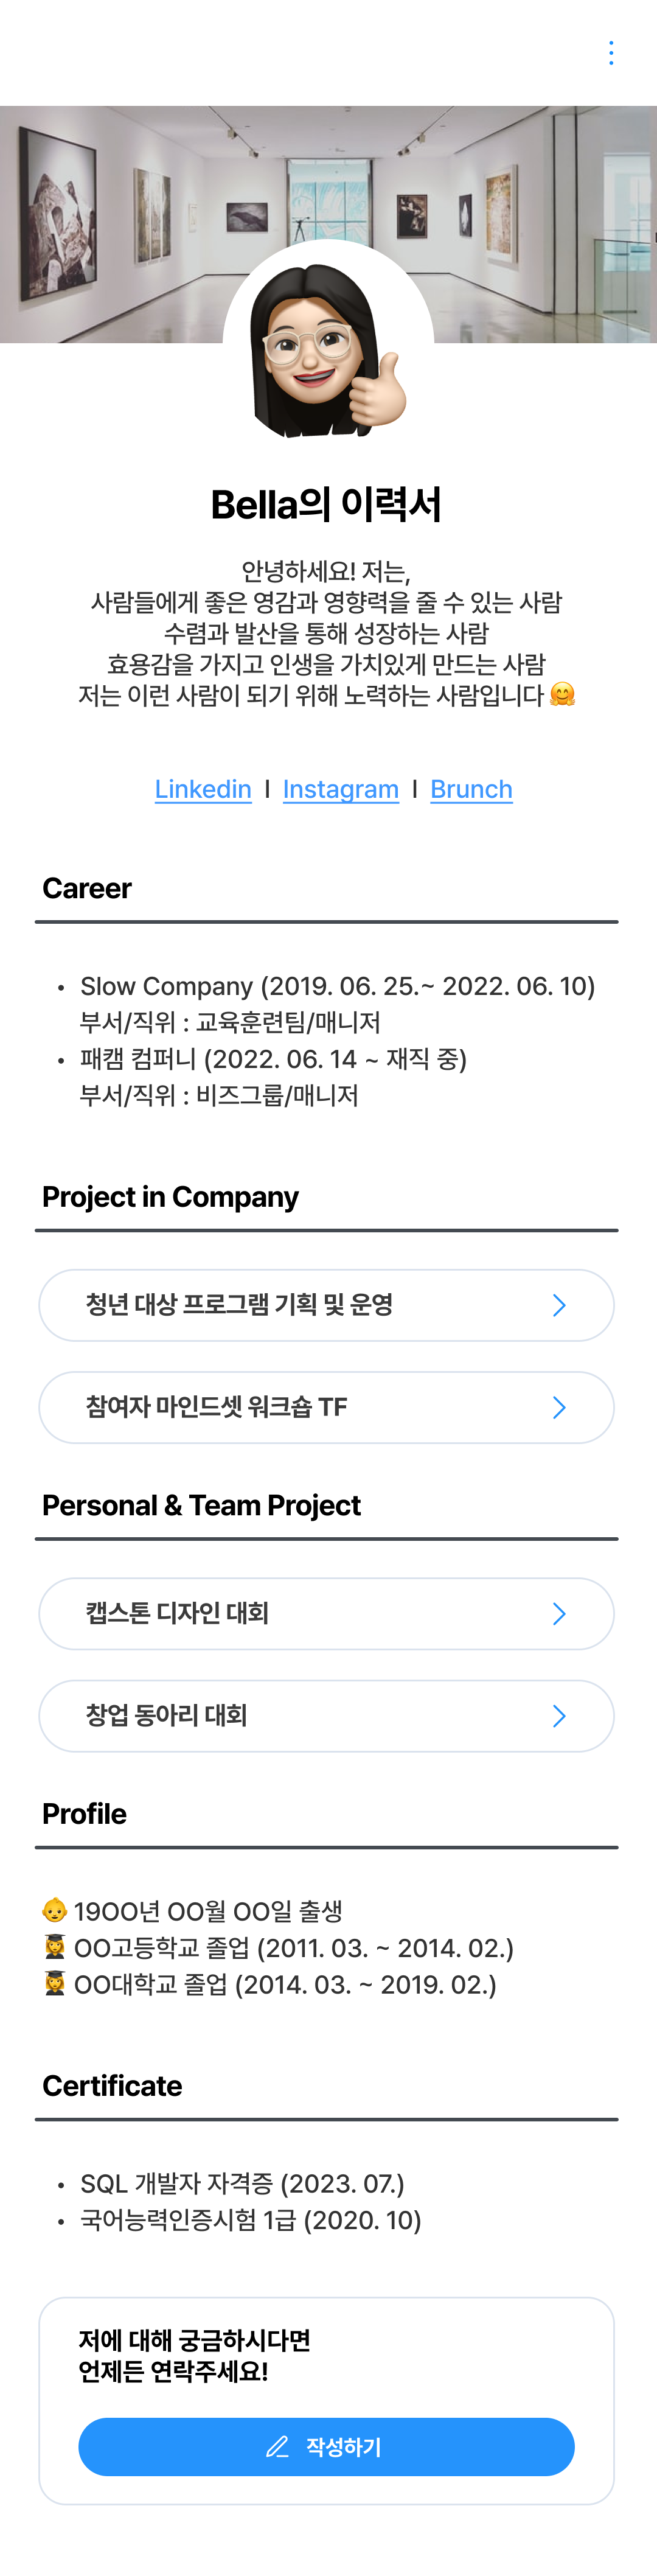 Bella의 이력서
안녕하세요! 저는,
사람들에게 좋은 영감과 영향력을 줄 수 있는 사람
수렴과 발산을 통해 성장하는 사람
효용감을 가지고 인생을 가치있게 만드는 사람
저는 이런 사람이 되기 위해 노력하는 사람입니다 🤗
Linkedin I Instagram I Brunch
Career
• Slow Company (2019. 06. 25.~ 2022. 06. 10)
부서/직위 : 교육훈련팀/매니저
• 패캠 컴퍼니 (2022. 06. 14 ~ 재직 중)
부서/직위 : 비즈그룹/매니저
Project in Company
청년 대상 프로그램 기획 및 운영
참여자 마인드셋 워크숍 TF
Personal & Team Project
캡스톤 디자인 대회
창업 동아리 대회
Profile
👶 19OO년 OO월 OO일 출생
👩‍🎓 OO고등학교 졸업 (2011. 03. ~ 2014. 02.)
👩‍🎓 OO대학교 졸업 (2014. 03. ~ 2019. 02.)
Certificate
• SQL 개발자 자격증 (2023. 07.)
• 국어능력인증시험 1급 (2020. 10)
저에 대해 궁금하시다면
언제든 연락주세요!
작성하기